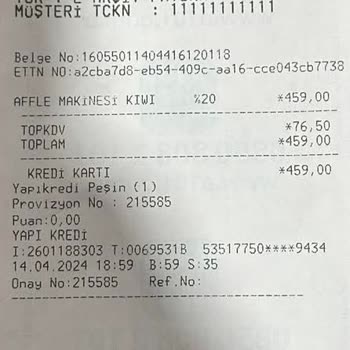 MÜŞTERİ TCKN : 11111111111
Belge No:16055011404416120118
ETTN NO:a2cba7d8-eb54-409c-aa16-cce043cb7738
AFFLE MAKİNESİ KIWI %20 *459,00
TOPKDV *76,50
TOPLAM *459,00
KREDİ KARTI *459,00
Yapıkredi Peşin (1)
Provizyon No : 215585
Puan:0,00
YAPI KREDİ
I:2601188303 T:0069531B 53517750****9434
14.04.2024 18:59 B:59 S:35
Onay No:215585 Ref.No: